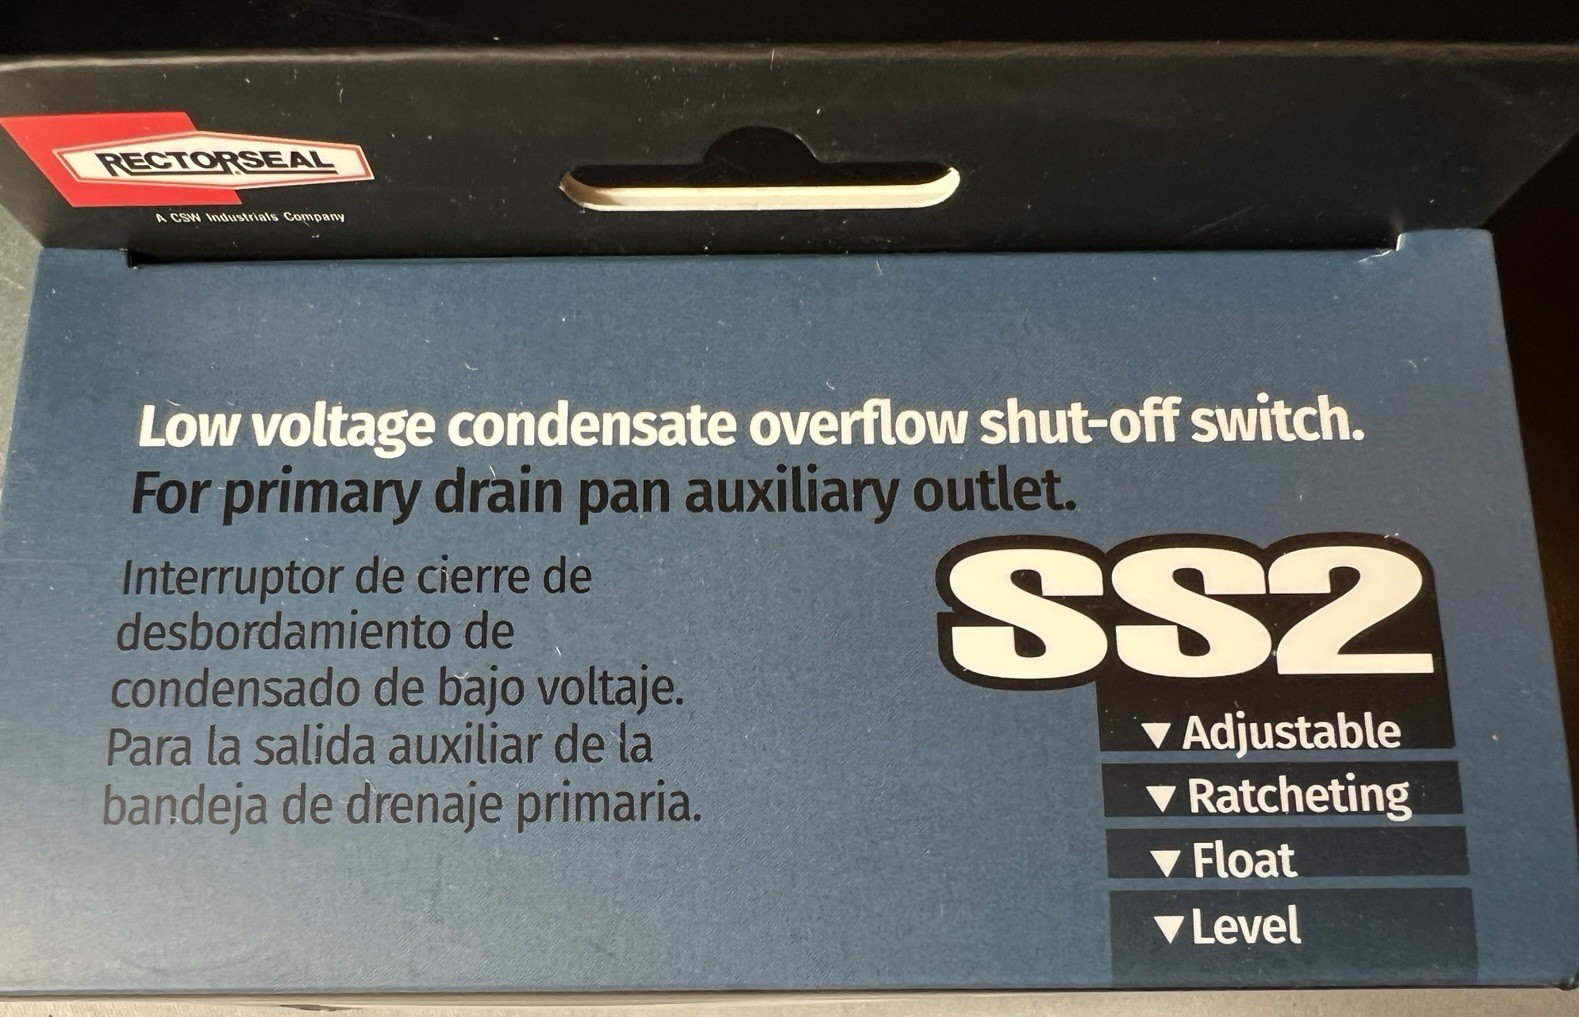 RECTORSEAL
A CSW Industrials Company
Low voltage condensate overflow shut-off switch.
For primary drain pan auxiliary outlet.
Interruptor de cierre de
desbordamiento de
condensado de bajo voltaje.
Para la salida auxiliar de la
bandeja de drenaje primaria.
SS2
▼ Adjustable
▼ Ratcheting
▼ Float
▼ Level